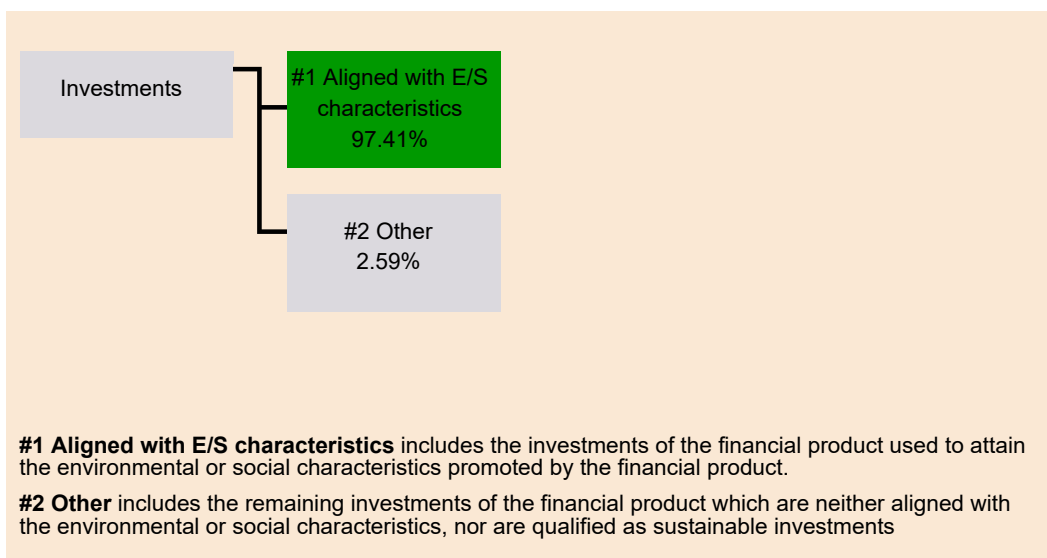 Investments
#1 Aligned with E/S
characteristics
97.41%
#2 Other
2.59%
#1 Aligned with E/S characteristics includes the investments of the financial product used to attain
the environmental or social characteristics promoted by the financial product.
#2 Other includes the remaining investments of the financial product which are neither aligned with
the environmental or social characteristics, nor are qualified as sustainable investments